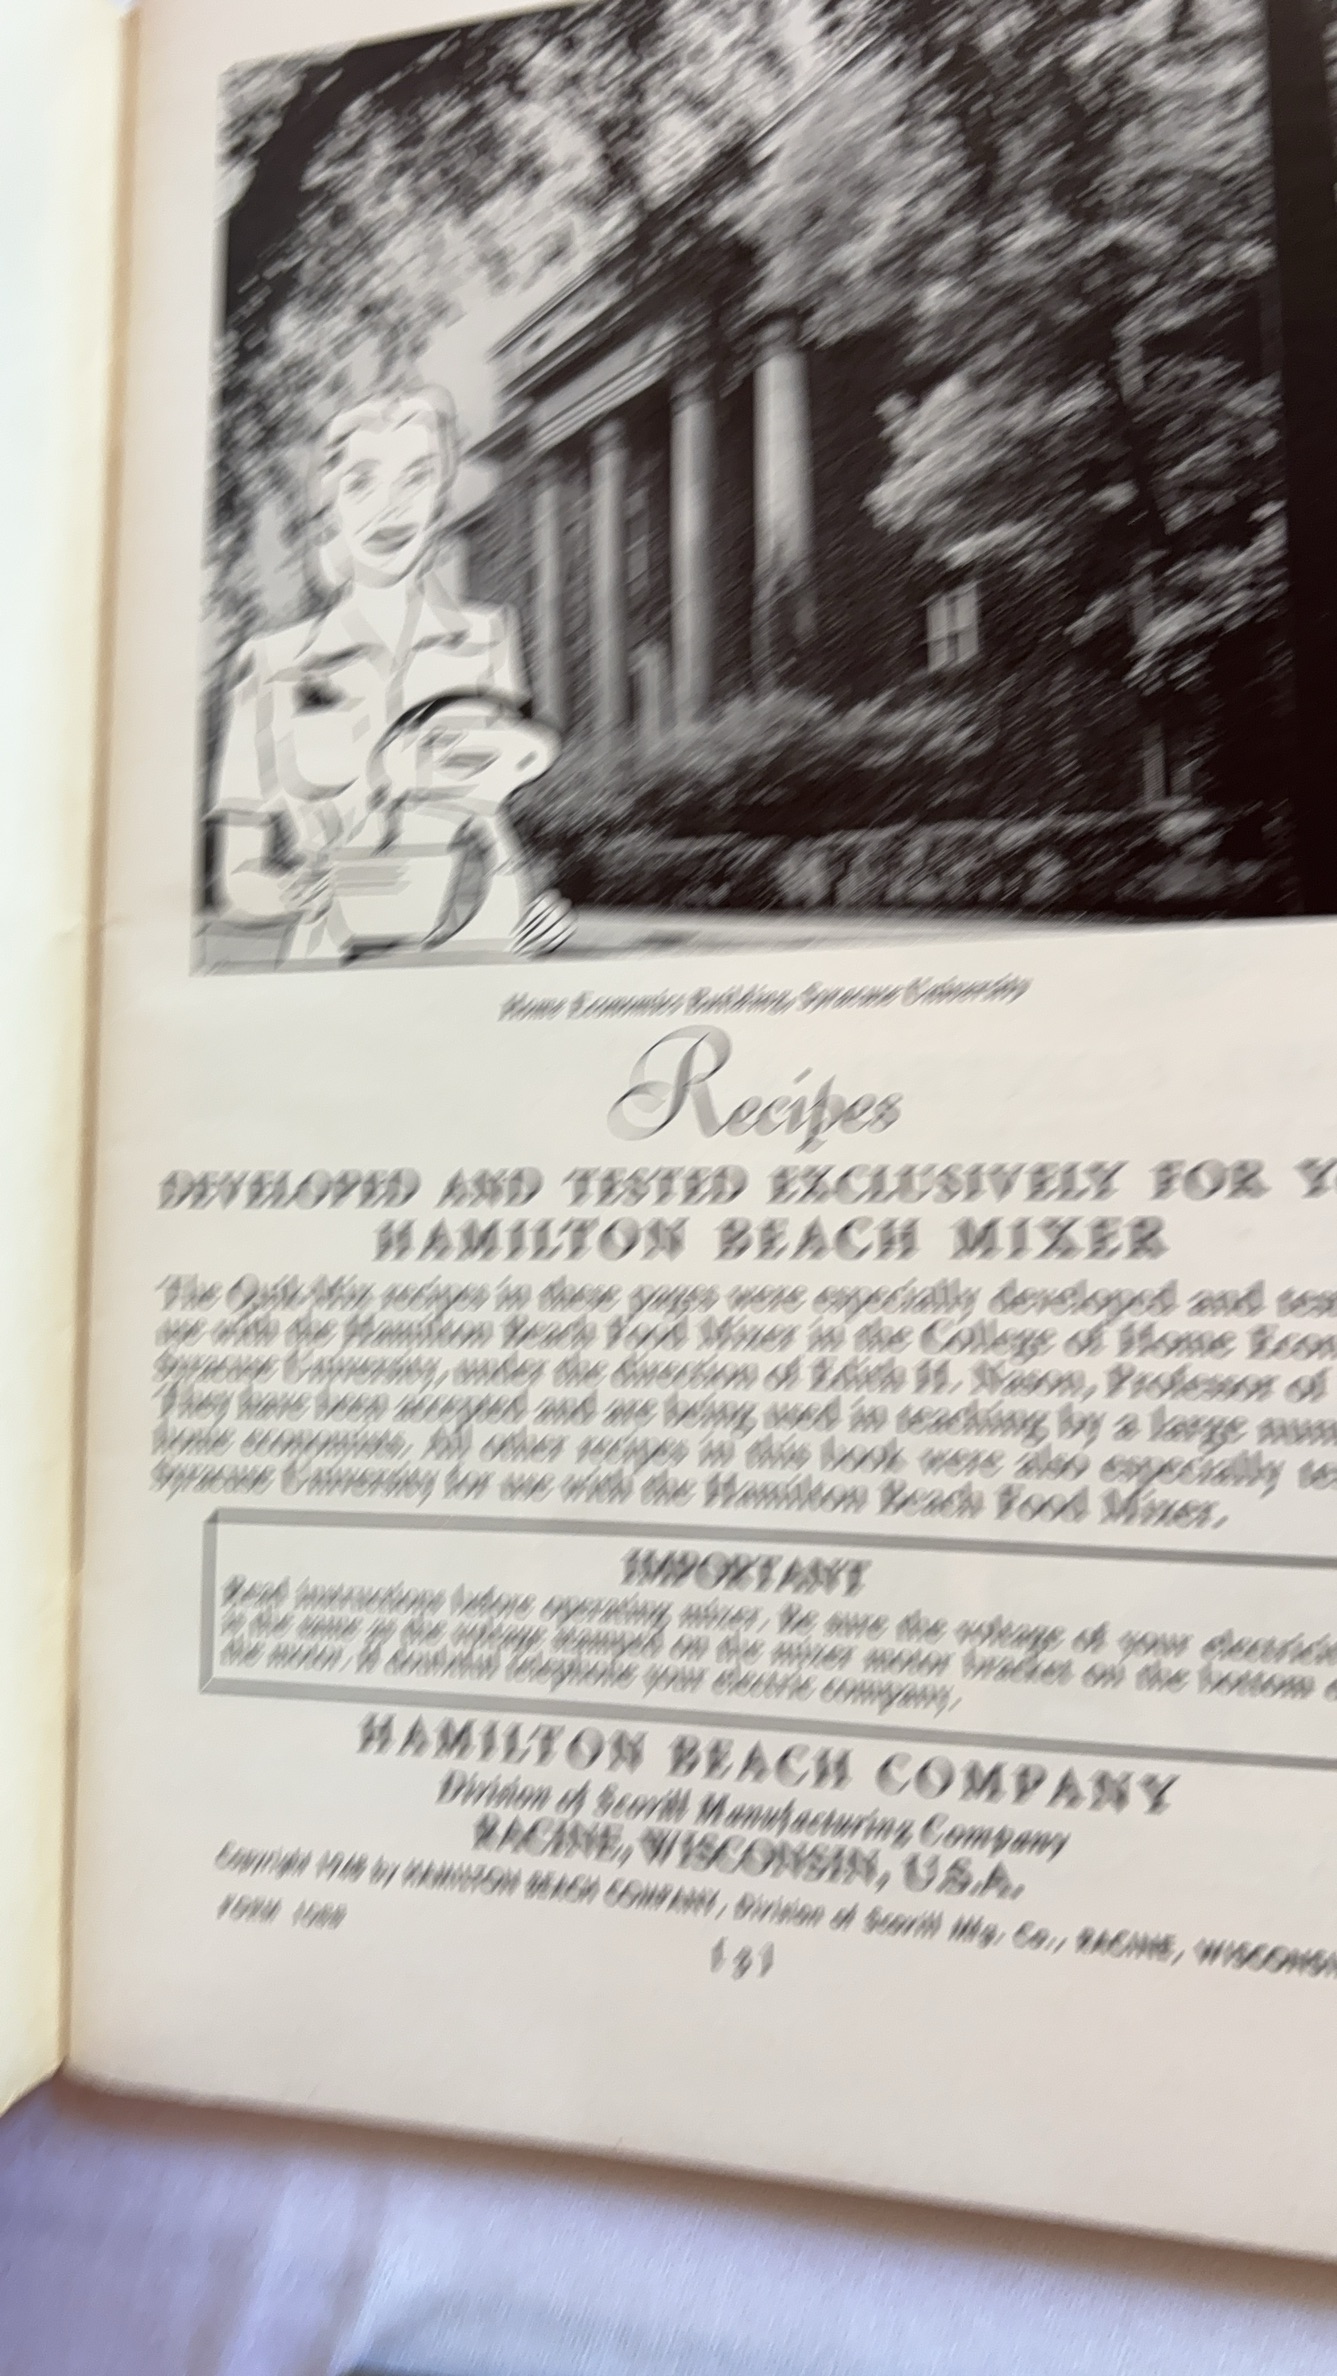 Home Economics Building, Syracuse University
Recipes
DEVELOPED AND TESTED EXCLUSIVELY FOR
HAMILTON BEACH MIXER
The Quik-Mix recipes in these pages were especially developed and
use with the Hamilton Beach Food Mixer in the College of Home
Syracuse University, under the direction of Edith H. Nason, Professor of
They have been accepted and are being used in teaching by a large
home economists. All other recipes in this book were also especially
Syracuse University for use with the Hamilton Beach Food Mixer.
IMPORTANT
Read instructions before operating mixer. Be sure the voltage of your
is the same as the voltage stamped on the mixer motor bracket on the bottom
the motor. If doubtful telephone your electric company.
HAMILTON BEACH COMPANY
Division of Scovill Manufacturing Company
RACINE, WISCONSIN, U.S.A.
Copyright by HAMILTON BEACH COMPANY, Division of Scovill Mfg. Co., RACINE,
FORM